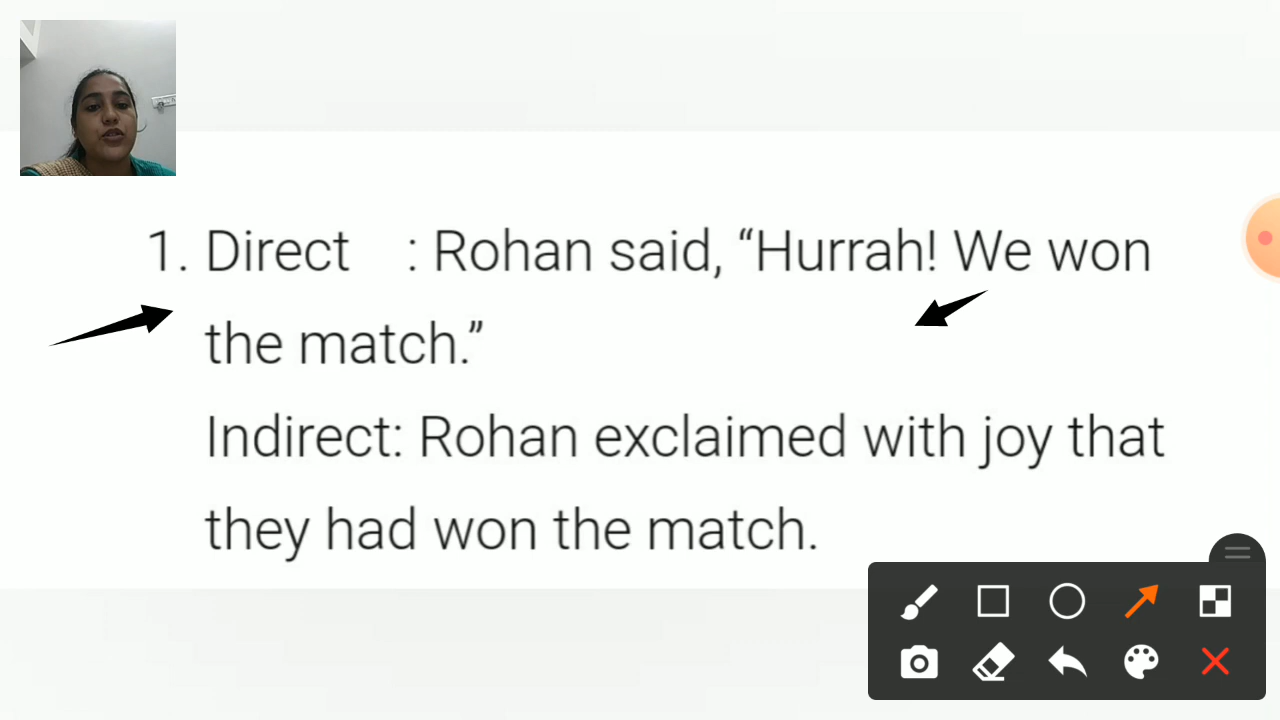 1. Direct : Rohan said, “Hurrah! We won
the match.”
Indirect: Rohan exclaimed with joy that
they had won the match.